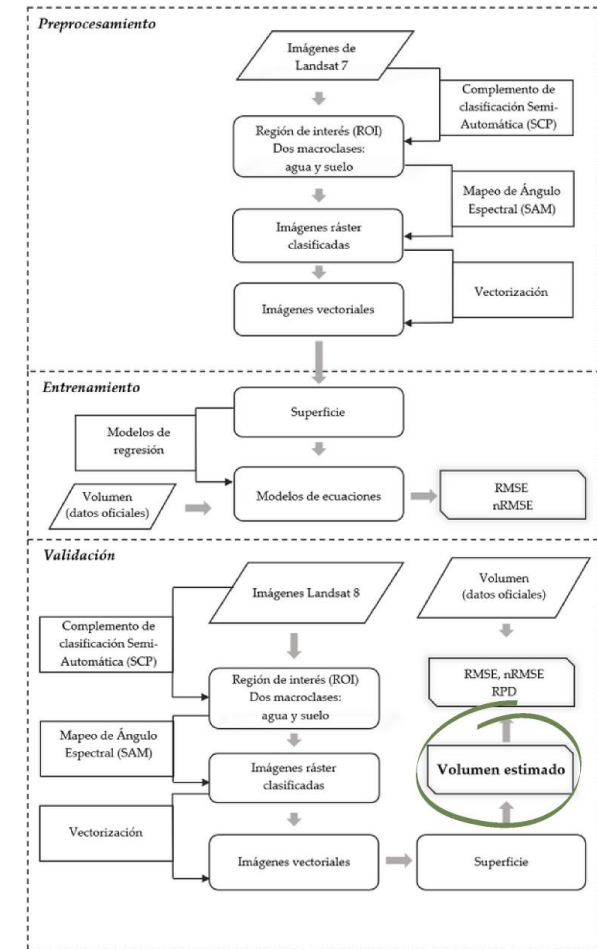 Preprocesamiento
Imágenes de
Landsat 7
Complemento de
clasificación Semi-
Automática (SCP)
Región de interés (ROI)
Dos macroclases:
agua y suelo
Mapeo de Ángulo
Espectral (SAM)
Imágenes ráster
clasificadas
Vectorización
Imágenes vectoriales
Entrenamiento
Superficie
Modelos de
regresión
Volumen
(datos oficiales)
Modelos de ecuaciones
RMSE
nRMSE
Validación
Imágenes Landsat 8
Volumen
(datos oficiales)
Complemento de
clasificación Semi-
Automática (SCP)
Región de interés (ROI)
Dos macroclases:
agua y suelo
RMSE, nRMSE
RPD
Mapeo de Ángulo
Espectral (SAM)
Imágenes ráster
clasificadas
Volumen estimado
Vectorización
Imágenes vectoriales
Superficie